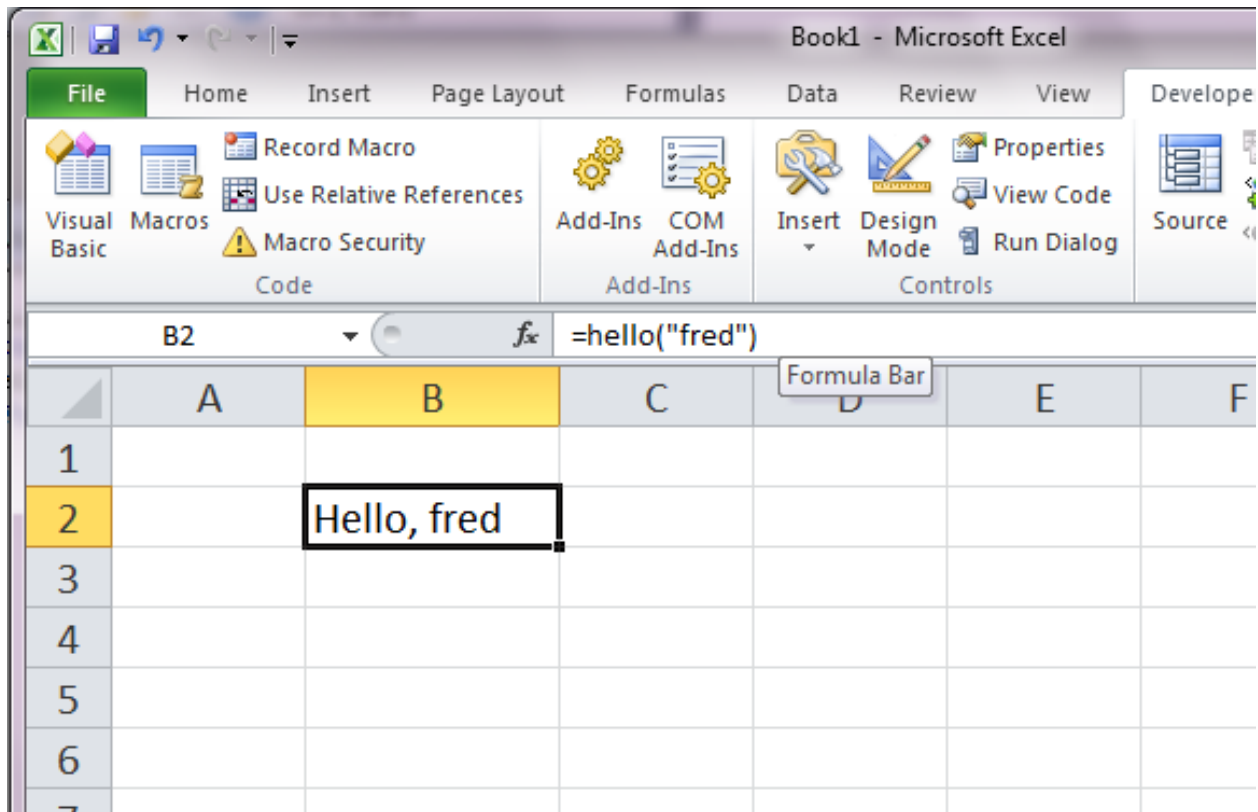 Book1 - Microsoft Excel
File Home Insert Page Layout Formulas Data Review View Develope
Visual Basic
Macros
Record Macro
Use Relative References
Macro Security
Code
Add-Ins
COM Add-Ins
Add-Ins
Insert
Design Mode
Properties
View Code
Run Dialog
Controls
Source
B2 fx =hello("fred")
Formula Bar
A B C D E F
1
2 Hello, fred
3
4
5
6
7